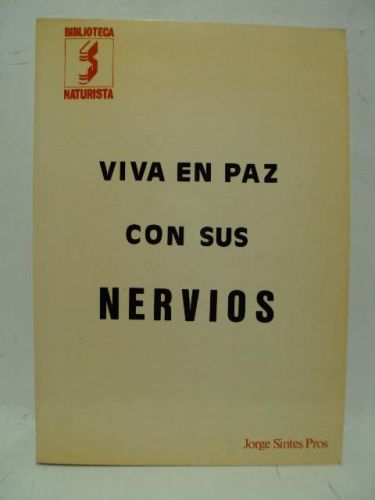 BIBLIOTECA
NATURISTA
VIVA EN PAZ
CON SUS
NERVIOS
Jorge Sintes Pros